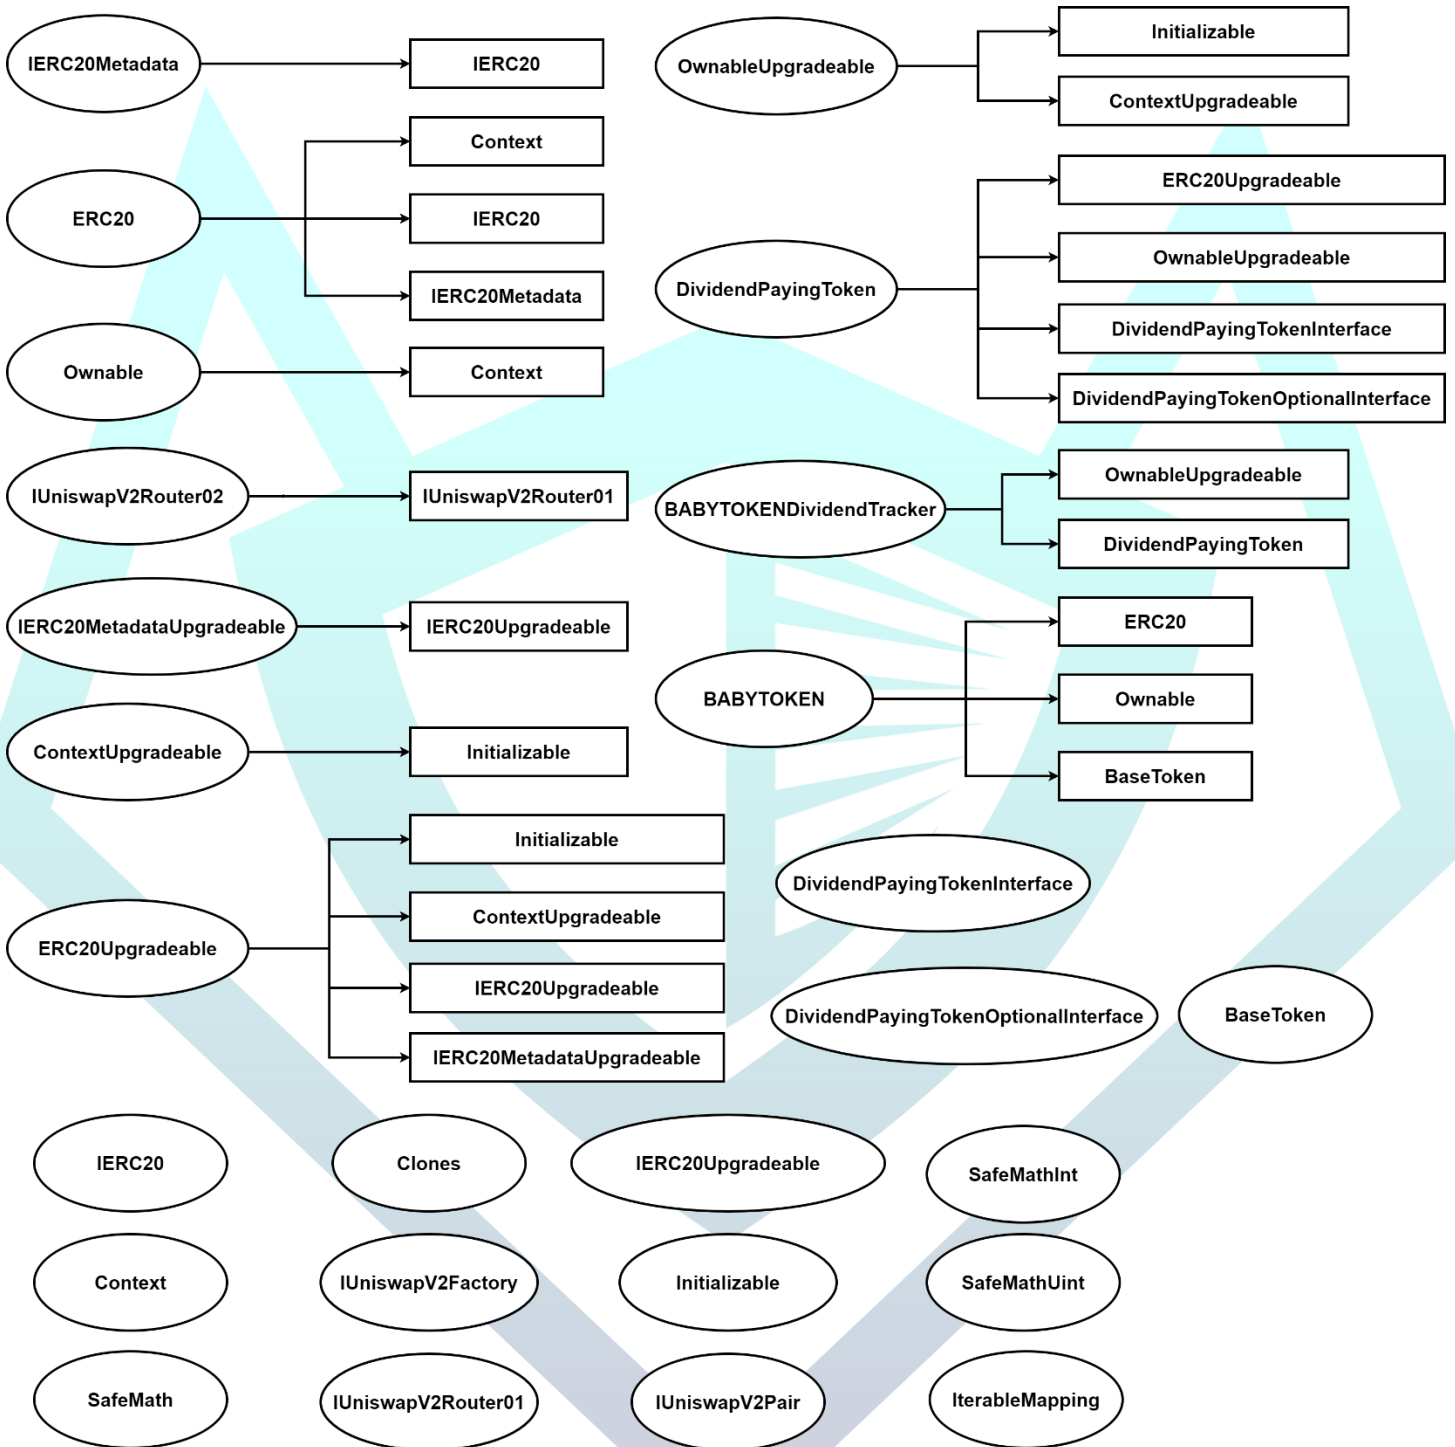 IERC20Metadata
IERC20
ERC20
Context
IERC20
IERC20Metadata
Ownable
Context
IUniswapV2Router02
IUniswapV2Router01
IERC20MetadataUpgradeable
IERC20Upgradeable
ContextUpgradeable
Initializable
ERC20Upgradeable
Initializable
ContextUpgradeable
IERC20Upgradeable
IERC20MetadataUpgradeable
OwnableUpgradeable
Initializable
ContextUpgradeable
DividendPayingToken
ERC20Upgradeable
OwnableUpgradeable
DividendPayingTokenInterface
DividendPayingTokenOptionalInterface
BABYTOKENDividendTracker
OwnableUpgradeable
DividendPayingToken
BABYTOKEN
ERC20
Ownable
BaseToken
DividendPayingTokenInterface
DividendPayingTokenOptionalInterface
BaseToken
IERC20
Clones
IERC20Upgradeable
SafeMathInt
Context
IUniswapV2Factory
Initializable
SafeMathUint
SafeMath
IUniswapV2Router01
IUniswapV2Pair
IterableMapping